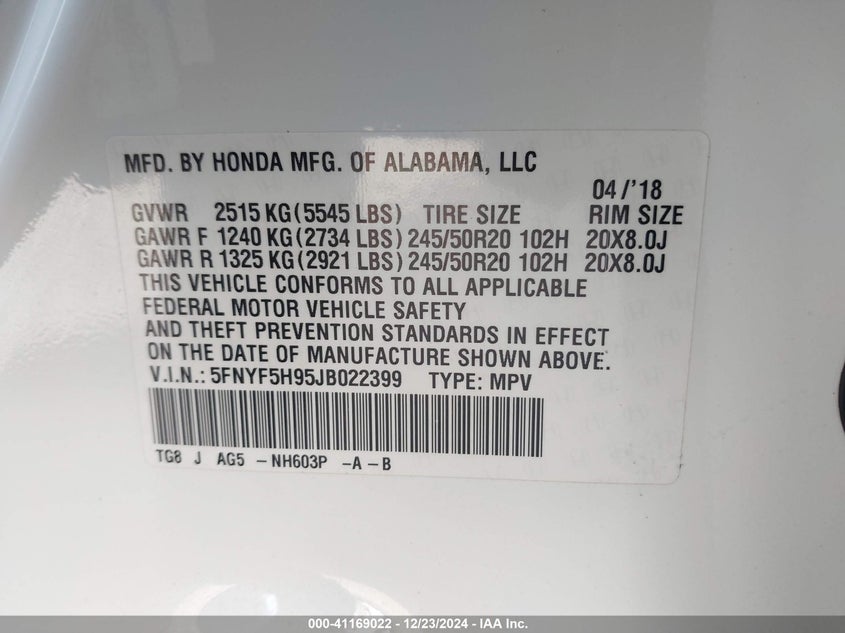 MFD. BY HONDA MFG. OF ALABAMA, LLC
04/'18
GVWR 2515 KG(5545 LBS) TIRE SIZE RIM SIZE
GAWR F 1240 KG(2734 LBS) 245/50R20 102H 20X8.0J
GAWR R 1325 KG(2921 LBS) 245/50R20 102H 20X8.0J
THIS VEHICLE CONFORMS TO ALL APPLICABLE
FEDERAL MOTOR VEHICLE SAFETY
AND THEFT PREVENTION STANDARDS IN EFFECT
ON THE DATE OF MANUFACTURE SHOWN ABOVE.
V.I.N.: 5FNYF5H95JB022399 TYPE: MPV
TG8 J AG5 -NH603P -A-B
000-41169022 - 12/23/2024 - IAA Inc.